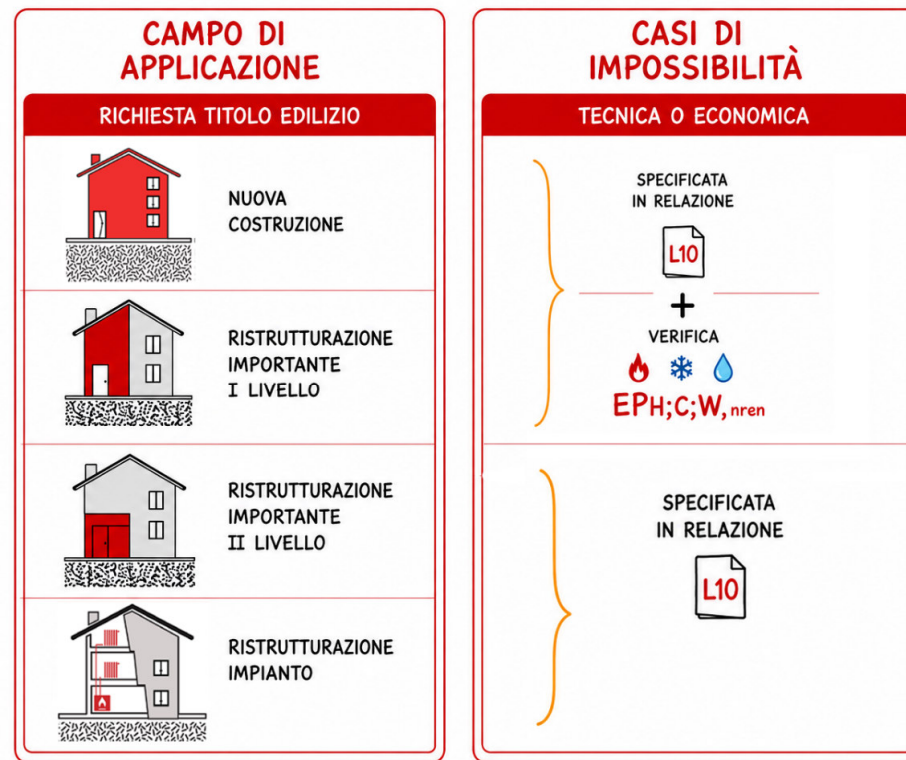 CAMPO DI
APPLICAZIONE
RICHIESTA TITOLO EDILIZIO
NUOVA
COSTRUZIONE
RISTRUTTURAZIONE
IMPORTANTE
I LIVELLO
RISTRUTTURAZIONE
IMPORTANTE
II LIVELLO
RISTRUTTURAZIONE
IMPIANTO
CASI DI
IMPOSSIBILITÀ
TECNICA O ECONOMICA
SPECIFICATA
IN RELAZIONE
L10
+
VERIFICA
EPH;C;W,nren
SPECIFICATA
IN RELAZIONE
L10